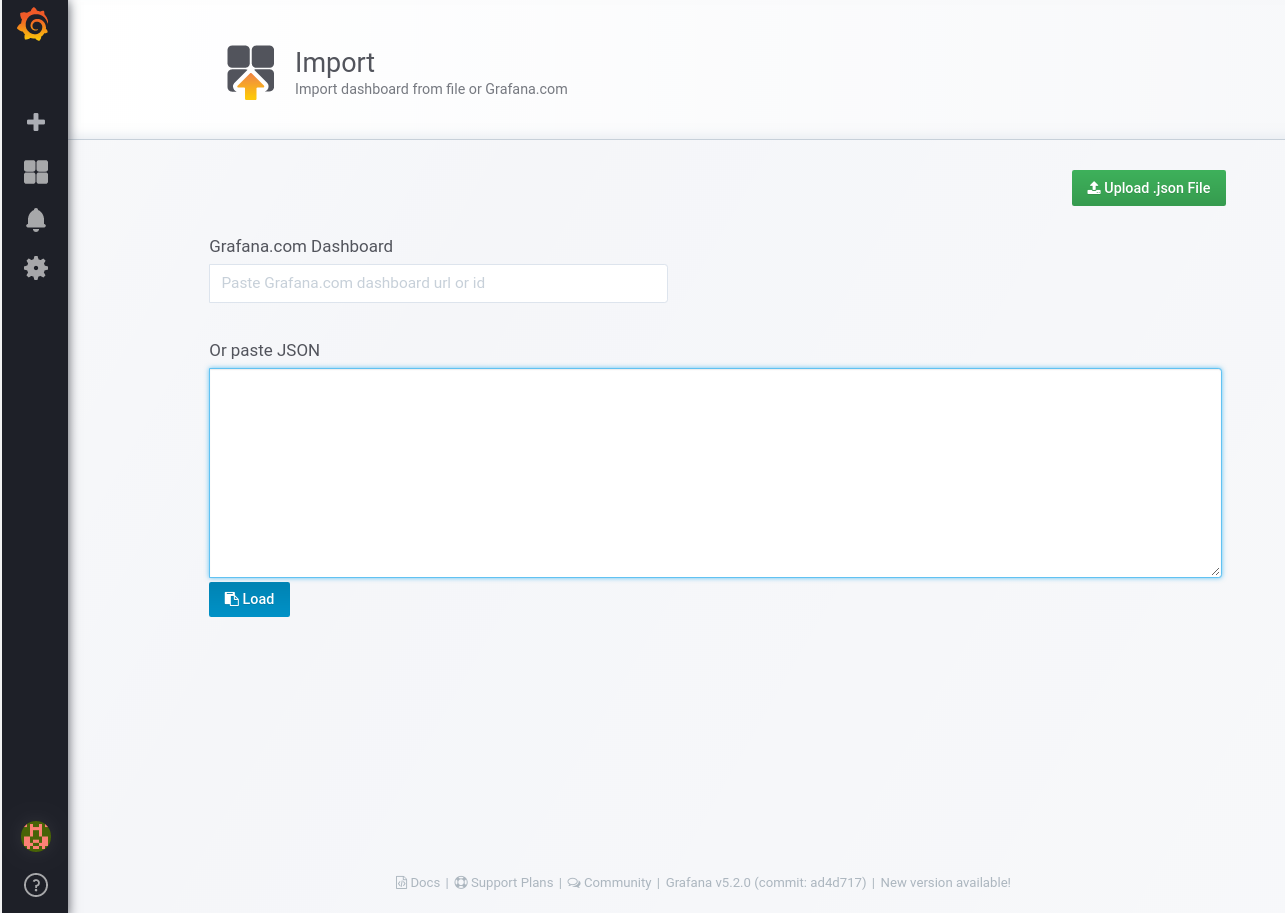 Import
Import dashboard from file or Grafana.com
Upload .json File
Grafana.com Dashboard
Paste Grafana.com dashboard url or id
Or paste JSON
Load
Docs | Support Plans | Community | Grafana v5.2.0 (commit: ad4d717) | New version available!